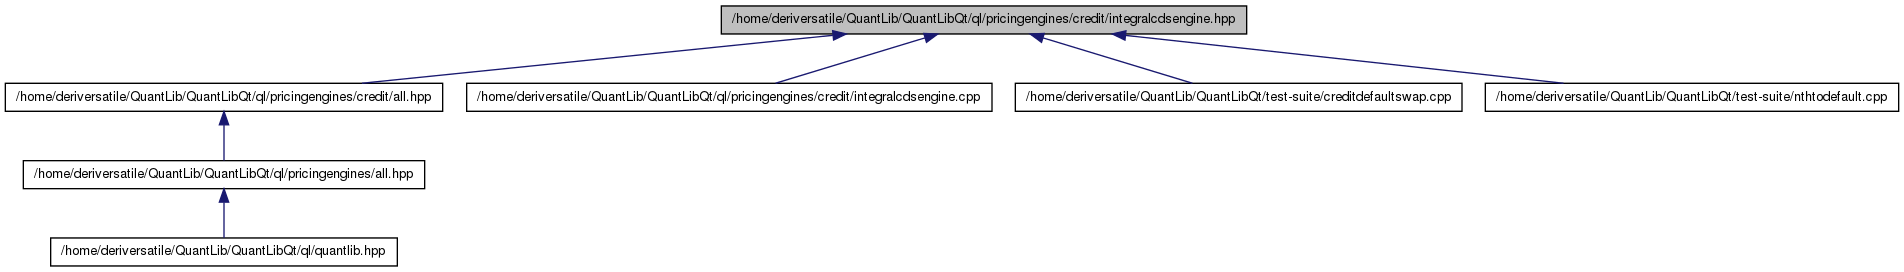 /home/deriversatile/QuantLib/QuantLibQt/ql/pricingengines/credit/integralcdsengine.hpp
/home/deriversatile/QuantLib/QuantLibQt/ql/pricingengines/credit/all.hpp
/home/deriversatile/QuantLib/QuantLibQt/ql/pricingengines/credit/integralcdsengine.cpp
/home/deriversatile/QuantLib/QuantLibQt/test-suite/creditdefaultswap.cpp
/home/deriversatile/QuantLib/QuantLibQt/test-suite/nthtodefault.cpp
/home/deriversatile/QuantLib/QuantLibQt/ql/pricingengines/all.hpp
/home/deriversatile/QuantLib/QuantLibQt/ql/quantlib.hpp